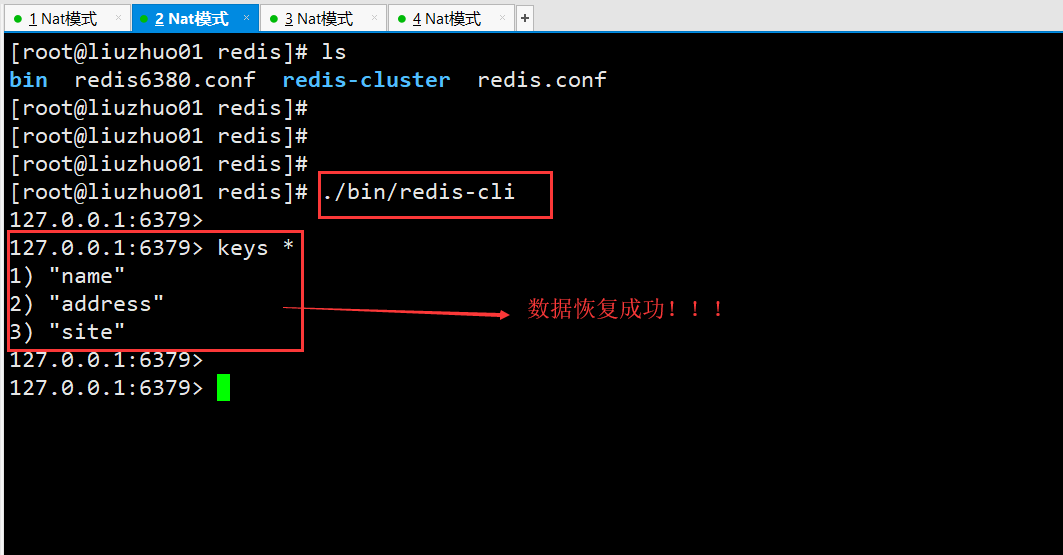 1 Nat模式 × 2 Nat模式 × 3 Nat模式 × 4 Nat模式 × +
[root@liuzhuo01 redis]# ls
bin redis6380.conf redis-cluster redis.conf
[root@liuzhuo01 redis]#
[root@liuzhuo01 redis]#
[root@liuzhuo01 redis]#
[root@liuzhuo01 redis]# ./bin/redis-cli
127.0.0.1:6379>
127.0.0.1:6379> keys *
1) "name"
2) "address"
3) "site"
数据恢复成功！！！
127.0.0.1:6379>
127.0.0.1:6379>